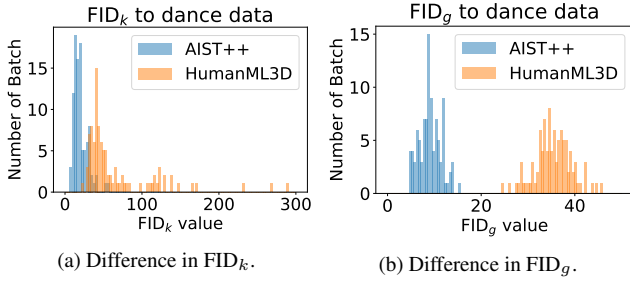 FIDk to dance data
AIST++
HumanML3D
Number of Batch
15
10
5
0
0
100
200
300
FIDk value
(a) Difference in FIDk.
FIDg to dance data
AIST++
HumanML3D
Number of Batch
15
10
5
0
0
20
40
FIDg value
(b) Difference in FIDg.